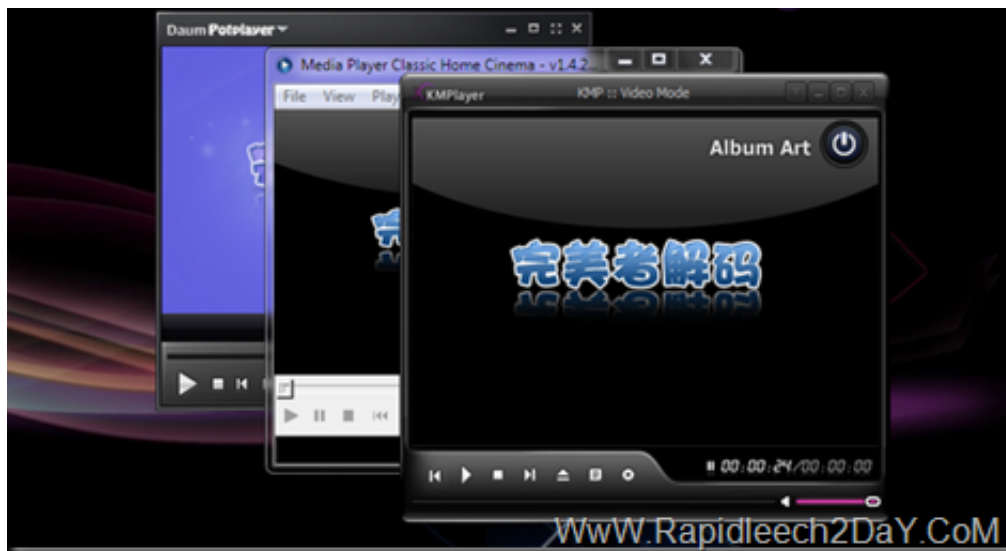 Daum Potplayer
Media Player Classic Home Cinema - v1.4.2...
File View Play
KMPlayer
KMP :: Video Mode
Album Art
完美者解码
00:00:24/00:00:00
WwW.Rapidleech2DaY.CoM